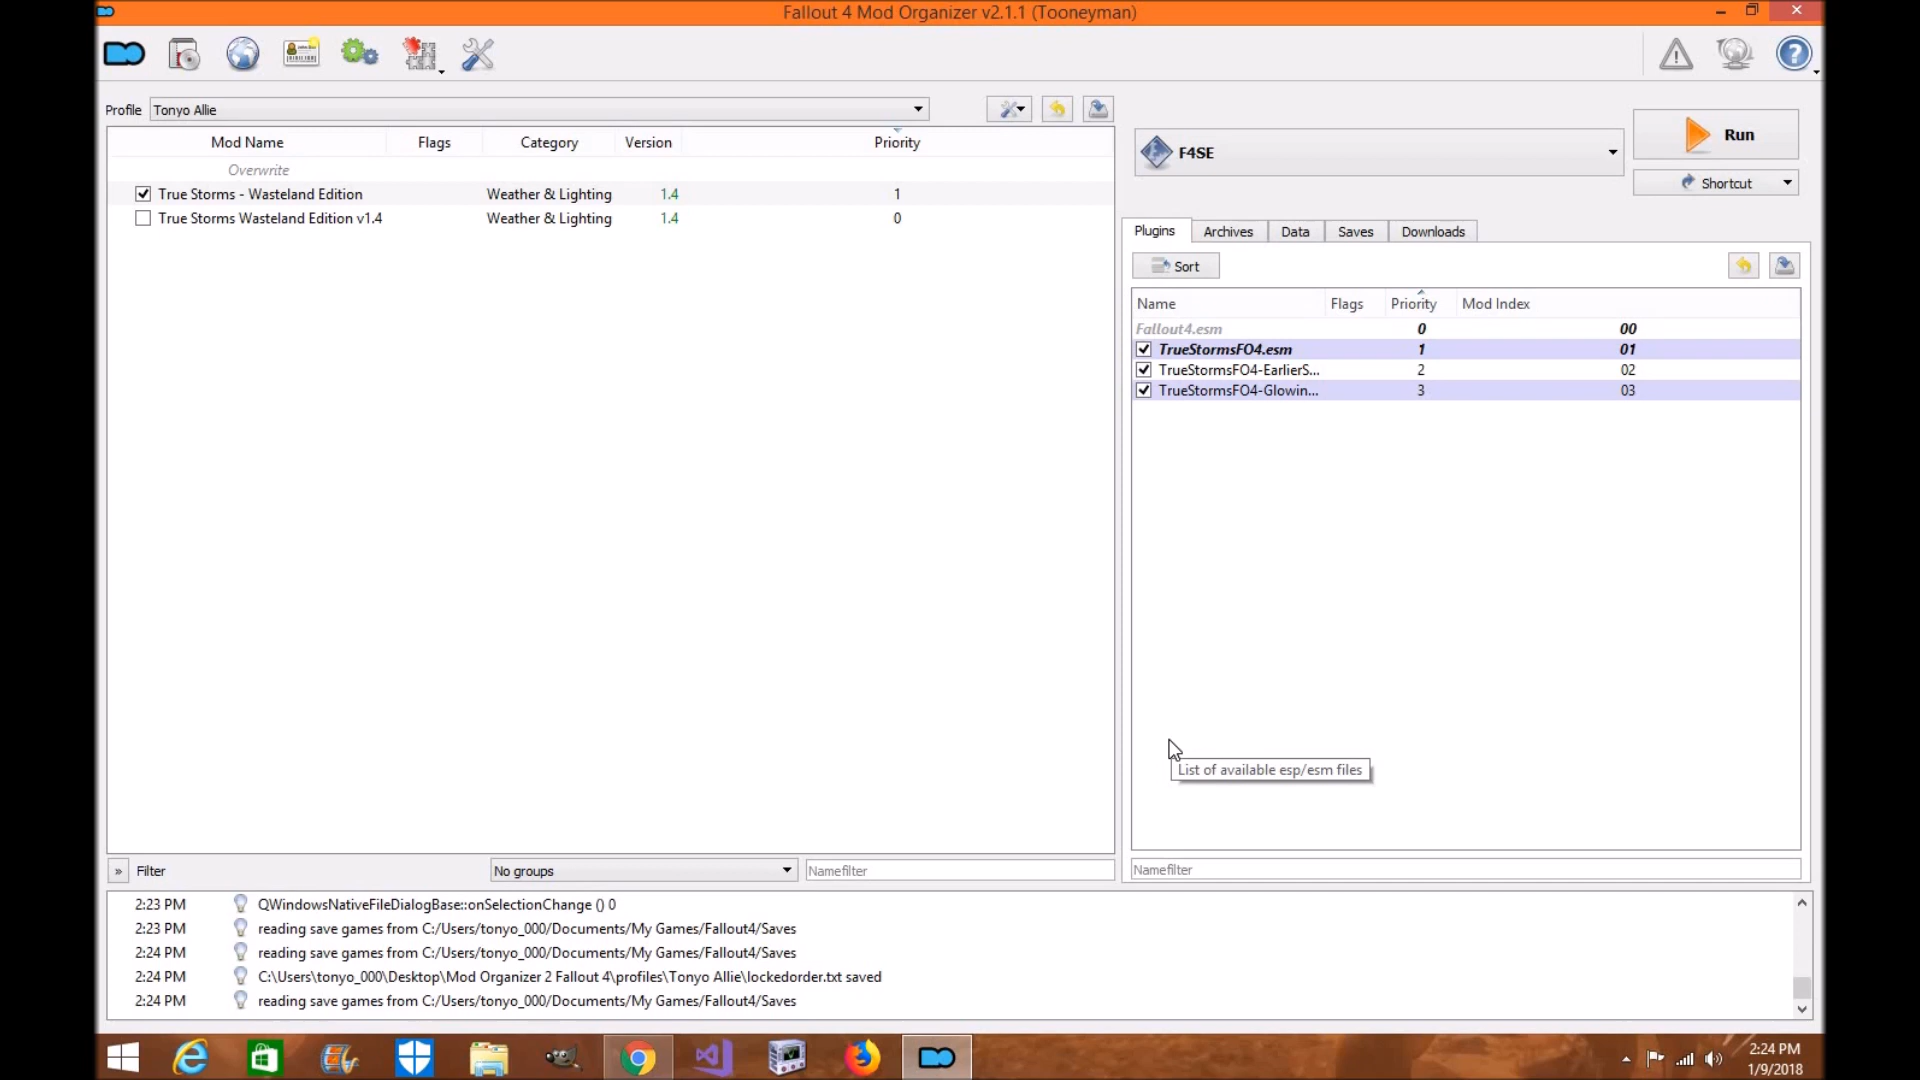 Fallout 4 Mod Organizer v2.1.1 (Tooneyman)
Profile Tonyo Allie
Mod Name Flags Category Version Priority
Overwrite
True Storms - Wasteland Edition Weather & Lighting 1.4 1
True Storms Wasteland Edition v1.4 Weather & Lighting 1.4 0
F4SE
Run
Shortcut
Plugins Archives Data Saves Downloads
Sort
Name Flags Priority Mod Index
Fallout4.esm 0 00
TrueStormsFO4.esm 1 01
TrueStormsFO4-EarlierS... 2 02
TrueStormsFO4-Glowin... 3 03
List of available esp/esm files
» Filter No groups Namefilter
Namefilter
2:23 PM QWindowsNativeFileDialogBase::onSelectionChange () 0
2:23 PM reading save games from C:/Users/tonyo_000/Documents/My Games/Fallout4/Saves
2:24 PM reading save games from C:/Users/tonyo_000/Documents/My Games/Fallout4/Saves
2:24 PM C:\Users\tonyo_000\Desktop\Mod Organizer 2 Fallout 4\profiles\Tonyo Allie\lockedorder.txt saved
2:24 PM reading save games from C:/Users/tonyo_000/Documents/My Games/Fallout4/Saves
2:24 PM
1/9/2018